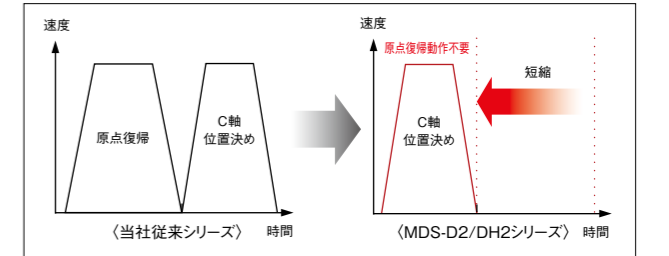 速度
原点復帰
C軸
位置決め
時間
〈当社従来シリーズ〉
速度
原点復帰動作不要
短縮
C軸
位置決め
時間
〈MDS-D2/DH2シリーズ〉